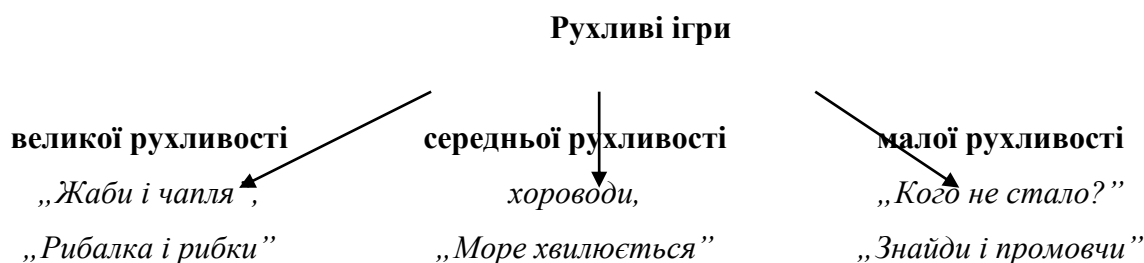 Рухливі ігри
великої рухливості середньої рухливості малої рухливості
„Жаби і чапля”, хороводи, „Кого не стало?”
„Рибалка і рибки” „Море хвилюється” „Знайди і промовчи”